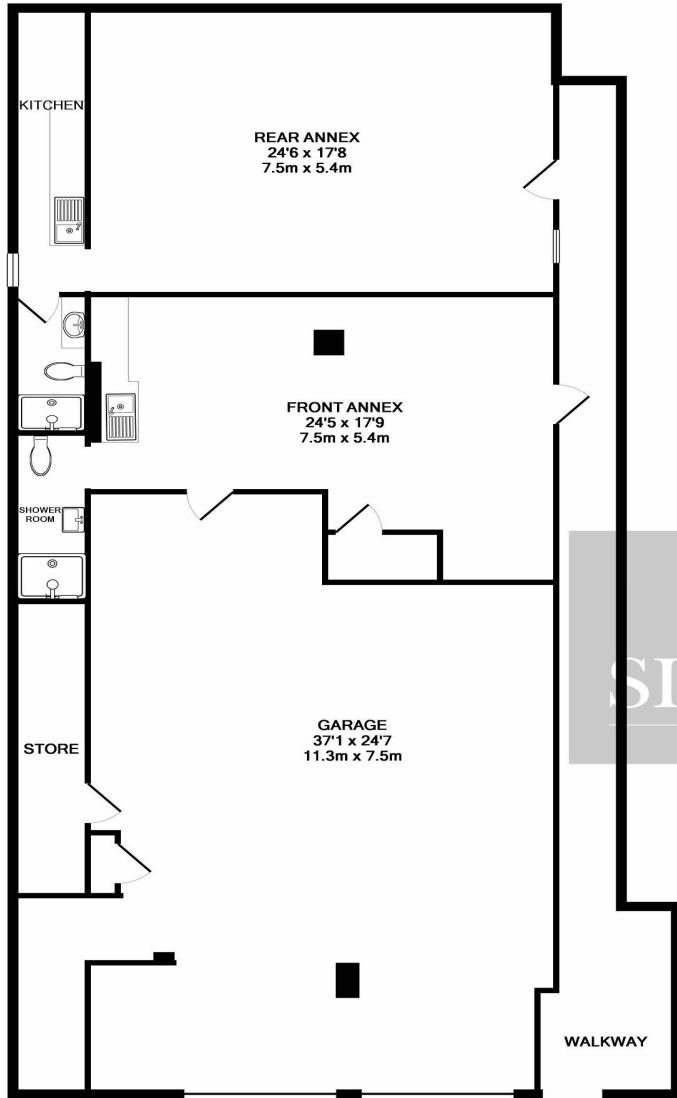 KITCHEN
REAR ANNEX
24'6 x 17'8
7.5m x 5.4m
FRONT ANNEX
24'5 x 17'9
7.5m x 5.4m
SHOWER
ROOM
STORE
GARAGE
37'1 x 24'7
11.3m x 7.5m
WALKWAY